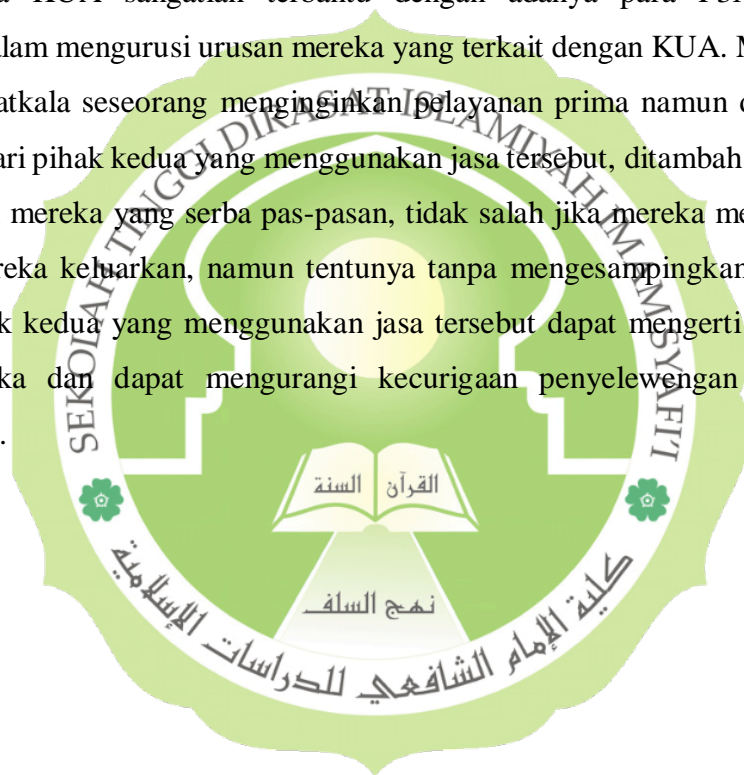 KUA sangatlah terbantu dengan adanya para
alam mengurusi urusan mereka yang terkait dengan KUA.
atkala seseorang menginginkan pelayanan prima namun
ari pihak kedua yang menggunakan jasa tersebut, ditambah
mereka yang serba pas-pasan, tidak salah jika mereka
reka keluarkan, namun tentunya tanpa mengesampingkan
k kedua yang menggunakan jasa tersebut dapat mengerti
ka dan dapat mengurangi kecurigaan penyelewengan
.
SEKOLAH TINGGI DIRASAT ISLAMIYAH IMAM SYAFI'I
القرآن السنة
نهج السلف
كلية الإمام الشافعي للدراسات الإسلامية